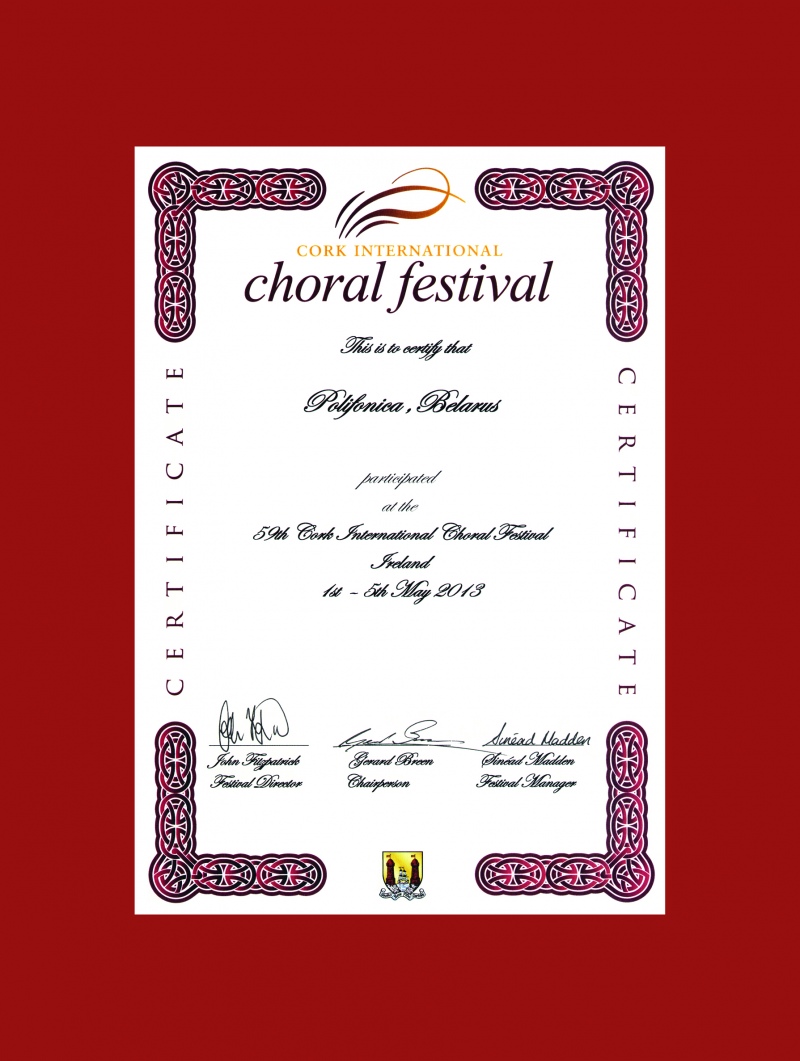 CORK INTERNATIONAL
choral festival
This is to certify that
Polifonica , Belarus
participated
at the
59th Cork International Choral Festival
Ireland
1st - 5th May 2013
CERTIFICATE
CERTIFICATE
Sinéad Madden
John Fitzpatrick
Festival Director
Gerard Breen
Chairperson
Sinéad Madden
Festival Manager